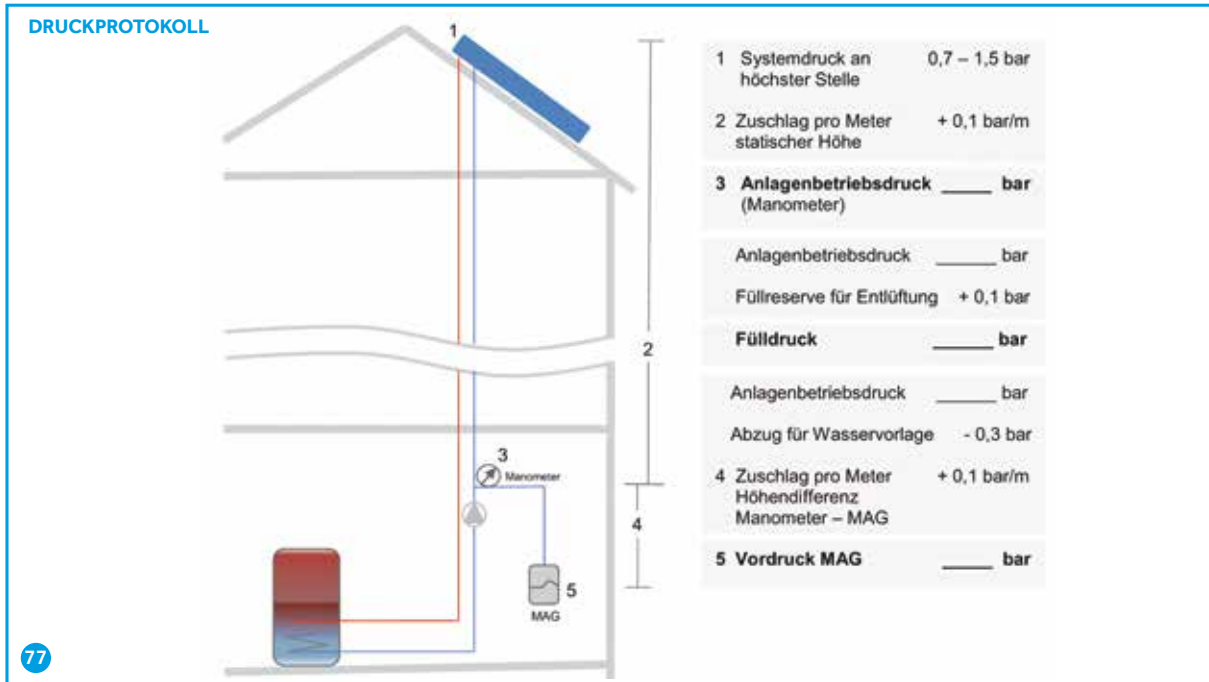 DRUCKPROTOKOLL
1
2
3
Manometer
4
5
MAG
1 Systemdruck an 0,7 – 1,5 bar
höchster Stelle
2 Zuschlag pro Meter + 0,1 bar/m
statischer Höhe
3 Anlagenbetriebsdruck _____ bar
(Manometer)
Anlagenbetriebsdruck ______ bar
Füllreserve für Entlüftung + 0,1 bar
Fülldruck ______ bar
Anlagenbetriebsdruck ______ bar
Abzug für Wasservorlage - 0,3 bar
4 Zuschlag pro Meter + 0,1 bar/m
Höhendifferenz
Manometer – MAG
5 Vordruck MAG _____ bar
77